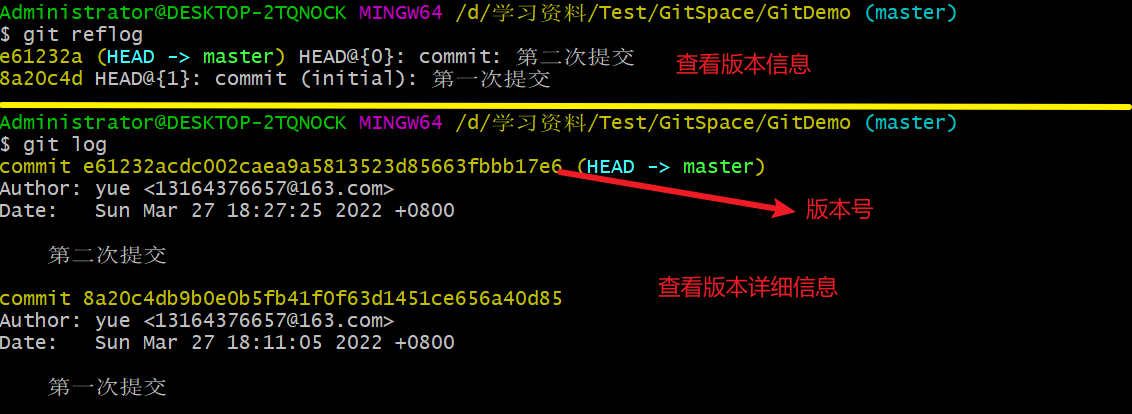 Administrator@DESKTOP-2TQNOCK MINGW64 /d/学习资料/Test/GitSpace/GitDemo (master)
$ git reflog
e61232a (HEAD -> master) HEAD@{0}: commit: 第二次提交
查看版本信息
8a20c4d HEAD@{1}: commit (initial): 第一次提交
Administrator@DESKTOP-2TQNOCK MINGW64 /d/学习资料/Test/GitSpace/GitDemo (master)
$ git log
commit e61232acdc002caea9a5813523d85663fbbb17e6 (HEAD -> master)
Author: yue <13164376657@163.com>
Date:   Sun Mar 27 18:27:25 2022 +0800
版本号
第二次提交
查看版本详细信息
commit 8a20c4db9b0e0b5fb41f0f63d1451ce656a40d85
Author: yue <13164376657@163.com>
Date:   Sun Mar 27 18:11:05 2022 +0800
第一次提交